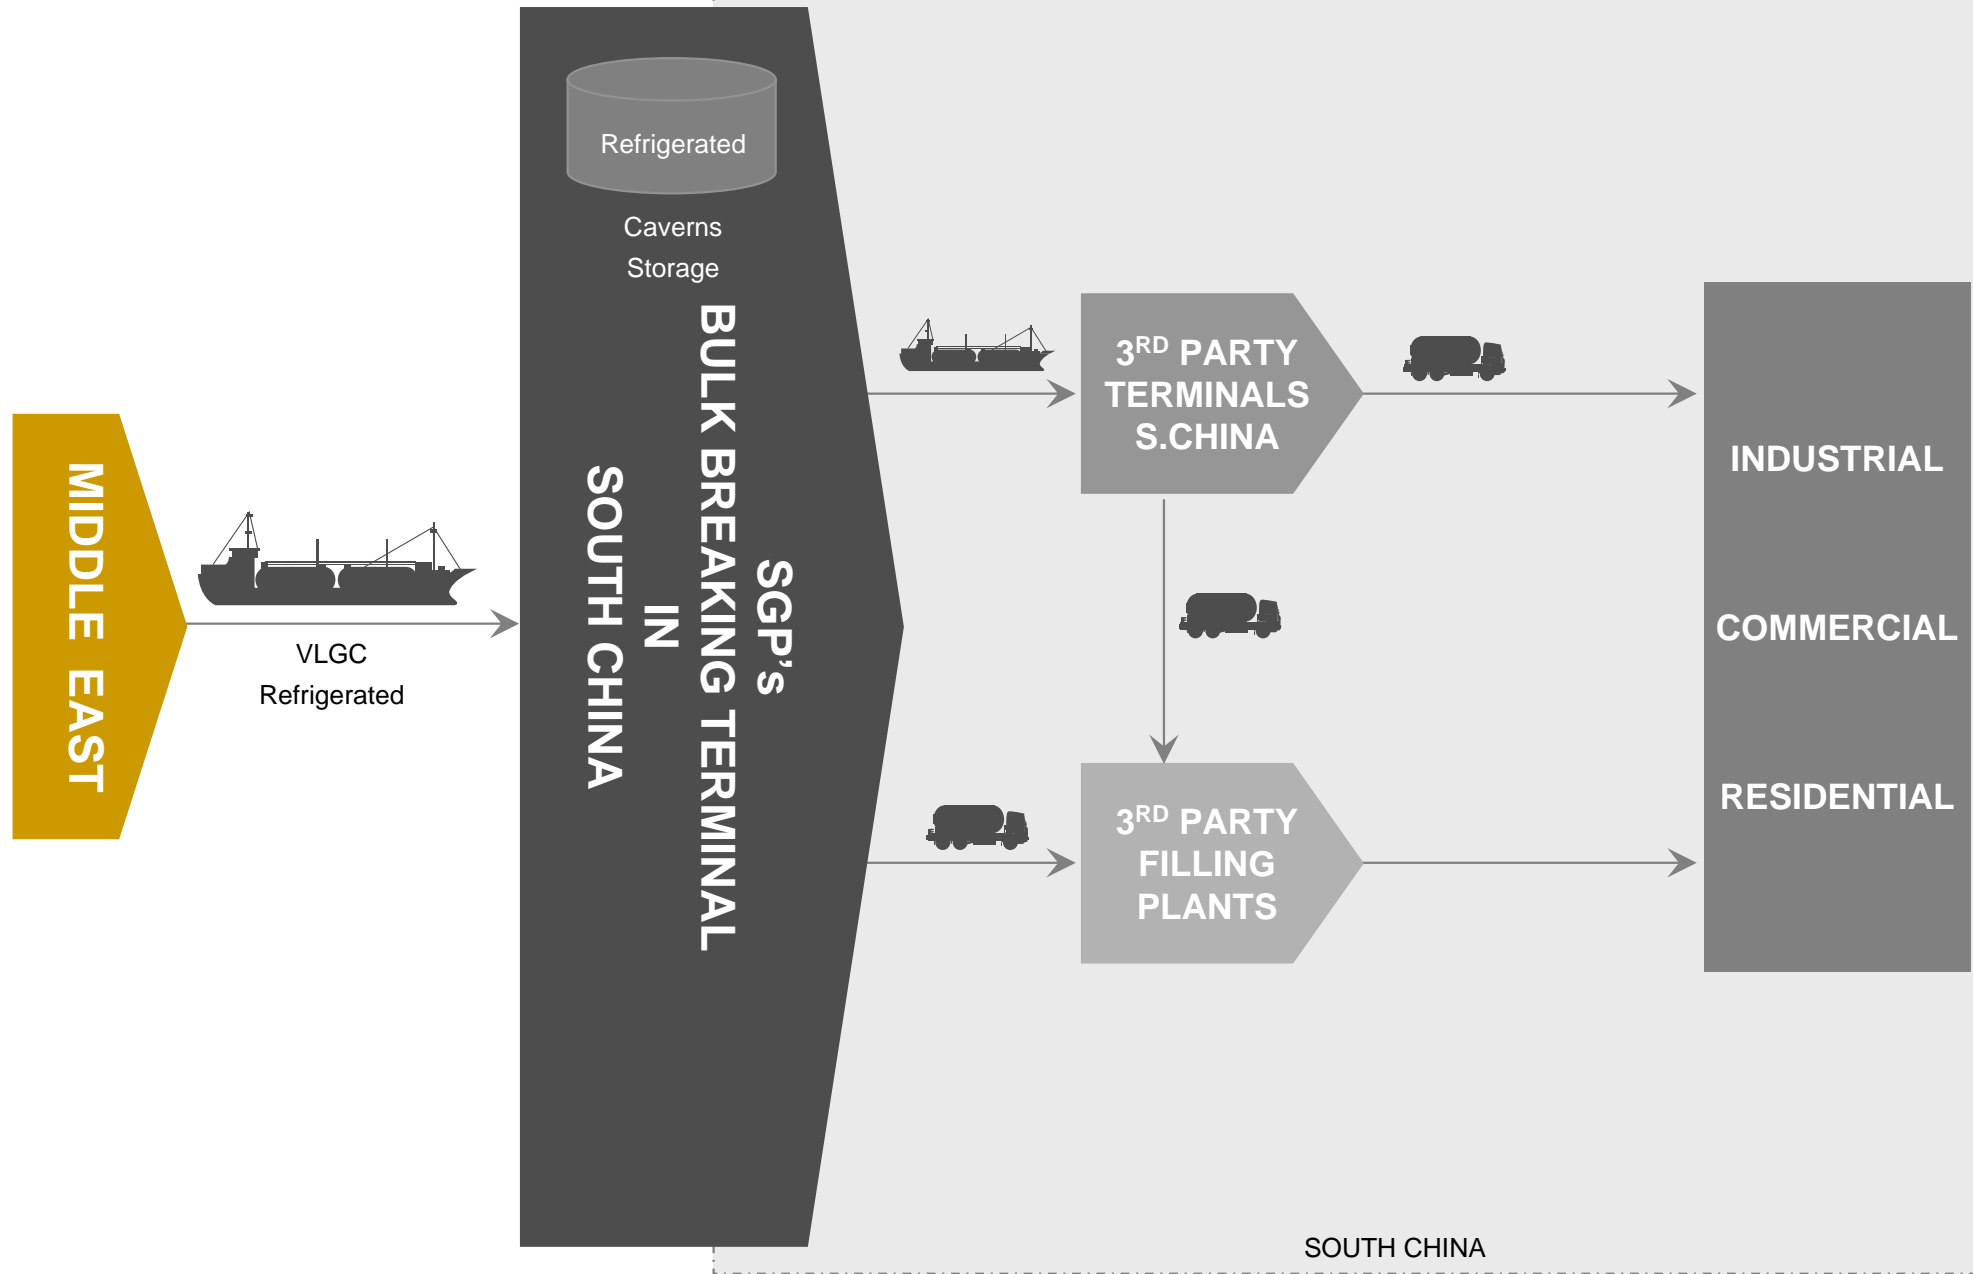 MIDDLE EAST
VLGC
Refrigerated
Refrigerated
Caverns
Storage
SGP's
BULK BREAKING TERMINAL
IN
SOUTH CHINA
3RD PARTY
TERMINALS
S.CHINA
3RD PARTY
FILLING
PLANTS
INDUSTRIAL
COMMERCIAL
RESIDENTIAL
SOUTH CHINA